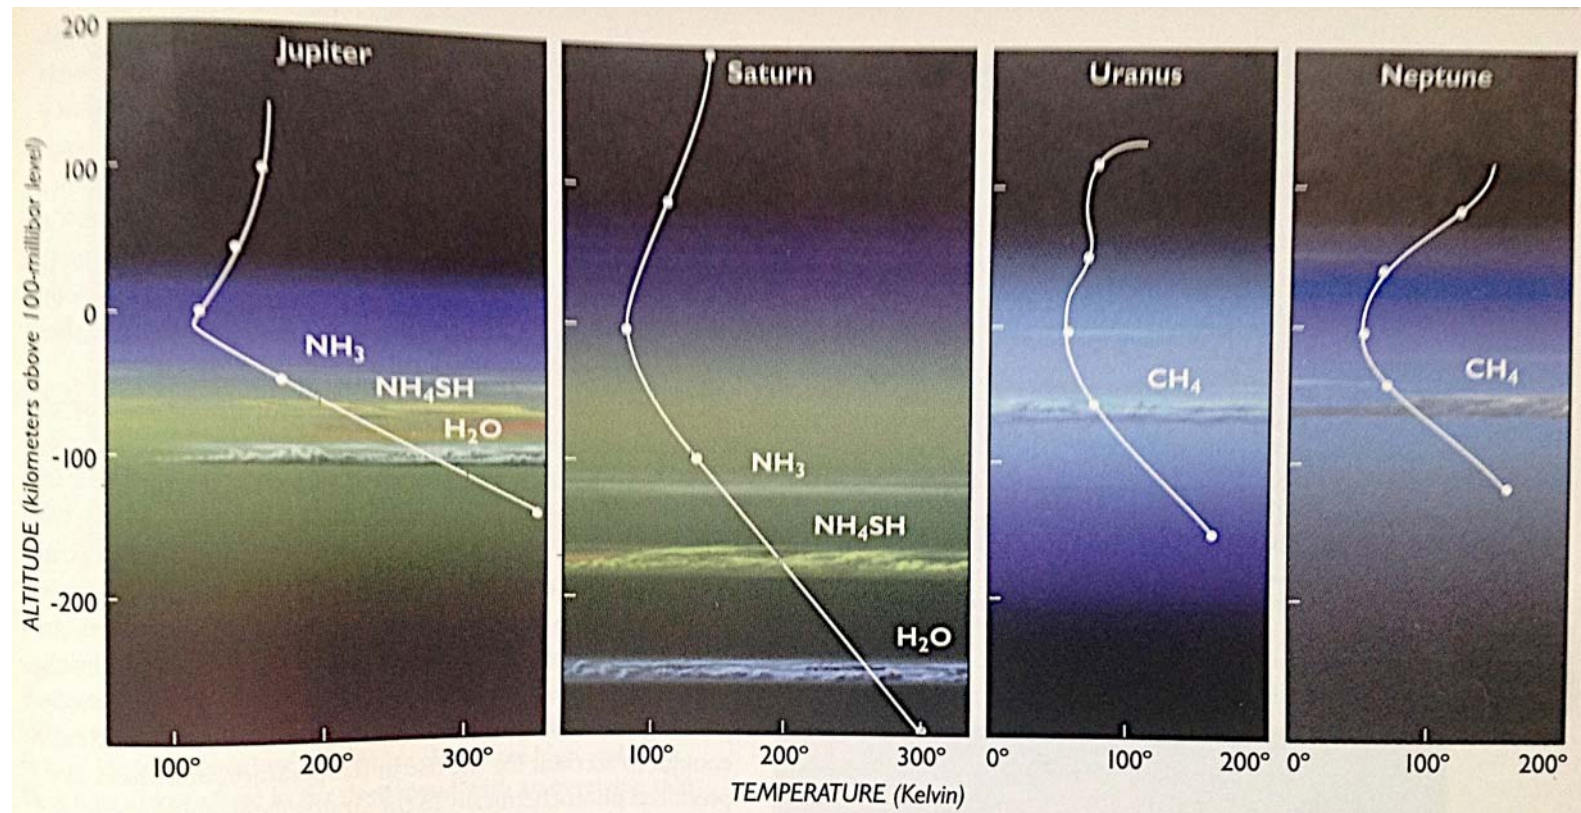 200
100
0
-100
-200
ALTITUDE (kilometers above 100-millibar level)
Jupiter
NH₃
NH₄SH
H₂O
100° 200° 300°
Saturn
NH₃
NH₄SH
H₂O
100° 200° 300°
Uranus
CH₄
0° 100° 200°
Neptune
CH₄
0° 100° 200°
TEMPERATURE (Kelvin)